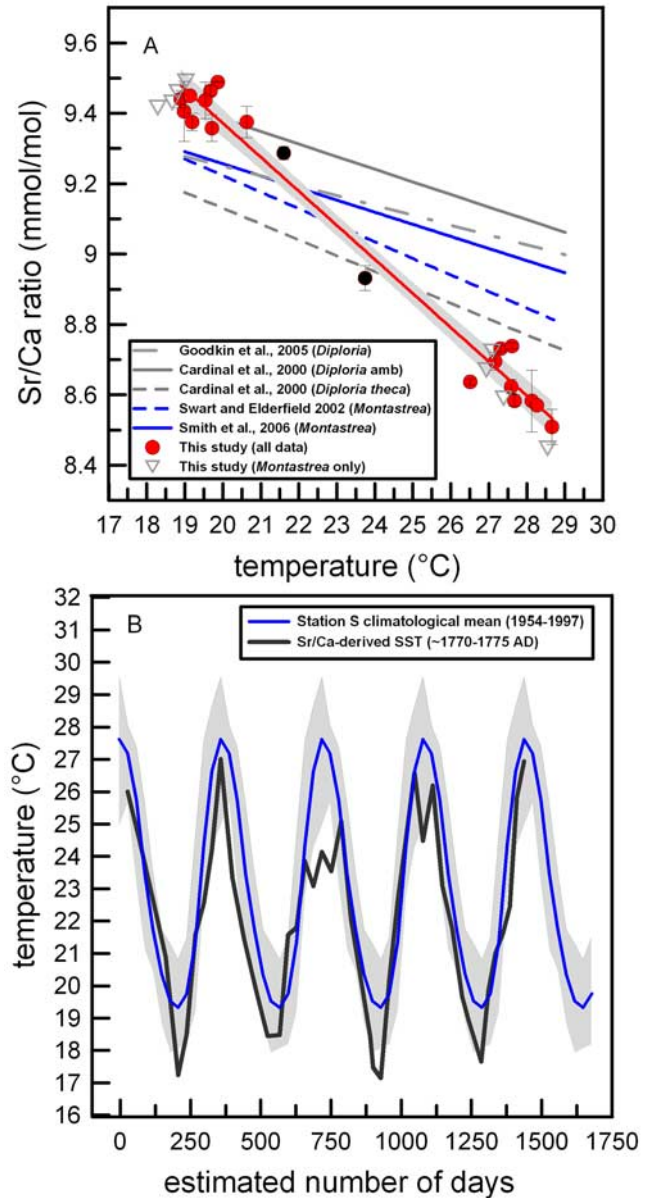 A
9.6
9.4
9.2
9
8.8
8.6
8.4
Sr/Ca ratio (mmol/mol)
Goodkin et al., 2005 (Diploria)
Cardinal et al., 2000 (Diploria amb)
Cardinal et al., 2000 (Diploria theca)
Swart and Elderfield 2002 (Montastrea)
Smith et al., 2006 (Montastrea)
This study (all data)
This study (Montastrea only)
17 18 19 20 21 22 23 24 25 26 27 28 29 30
temperature (°C)
B
Station S climatological mean (1954-1997)
Sr/Ca-derived SST (~1770-1775 AD)
32
31
30
29
28
27
26
25
24
23
22
21
20
19
18
17
16
temperature (°C)
0 250 500 750 1000 1250 1500 1750
estimated number of days